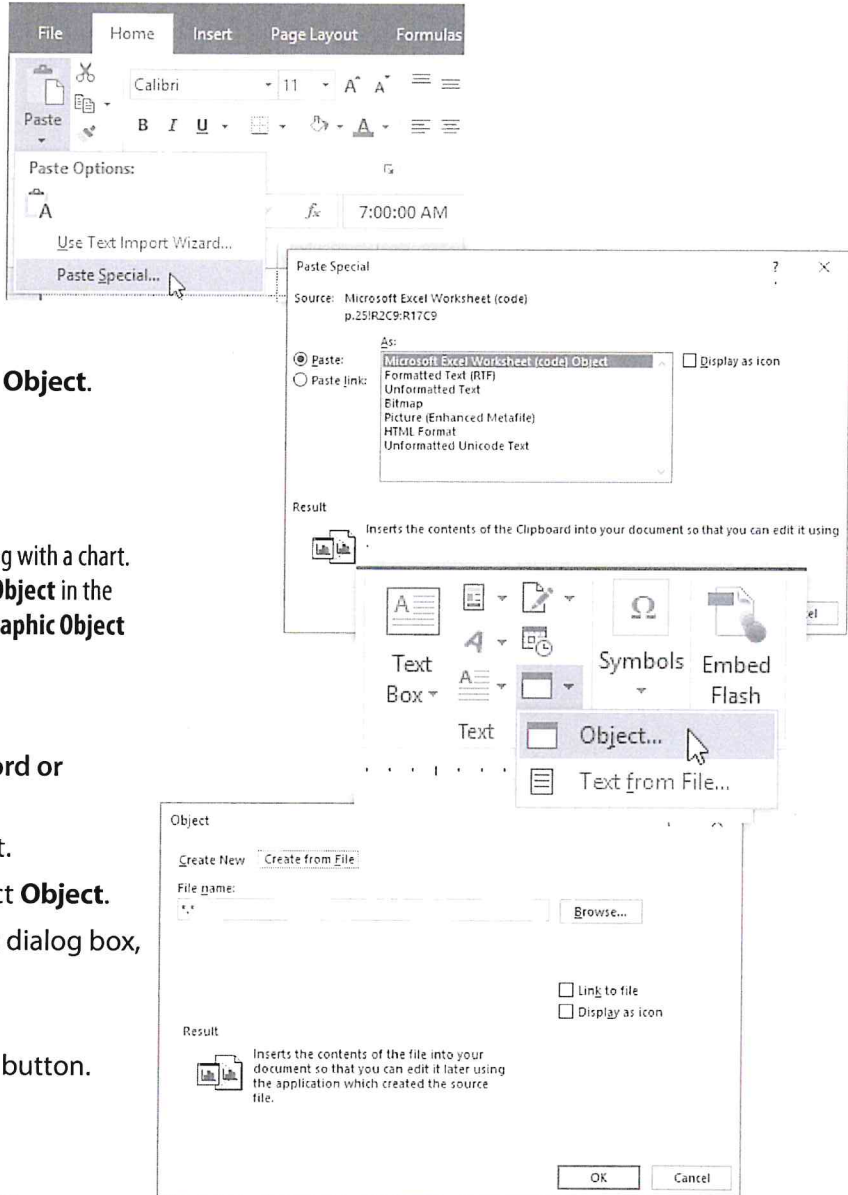 File Home Insert Page Layout Formulas
Calibri 11 A A
Paste B I U A
Paste Options:
A
fx 7:00:00 AM
Use Text Import Wizard...
Paste Special...
Paste Special ? ×
Source: Microsoft Excel Worksheet (code)
p.25!R2C9:R17C9
As:
Paste: Microsoft Excel Worksheet (code) Object Display as icon
Paste link: Formatted Text (RTF)
Unformatted Text
Bitmap
Picture (Enhanced Metafile)
HTML Format
Unformatted Unicode Text
Result
Inserts the contents of the Clipboard into your document so that you can edit it using
.
Object.
with a chart.
Object in the
Object
A Ω
A
A Text Box Symbols Embed Flash
Text
Object...
Text from File...
or
Object.
dialog box,
button.
Object
Create New Create from File
File name:
*.* Browse...
Link to file
Display as icon
Result
Inserts the contents of the file into your
document so that you can edit it later using
the application which created the source
file.
OK Cancel